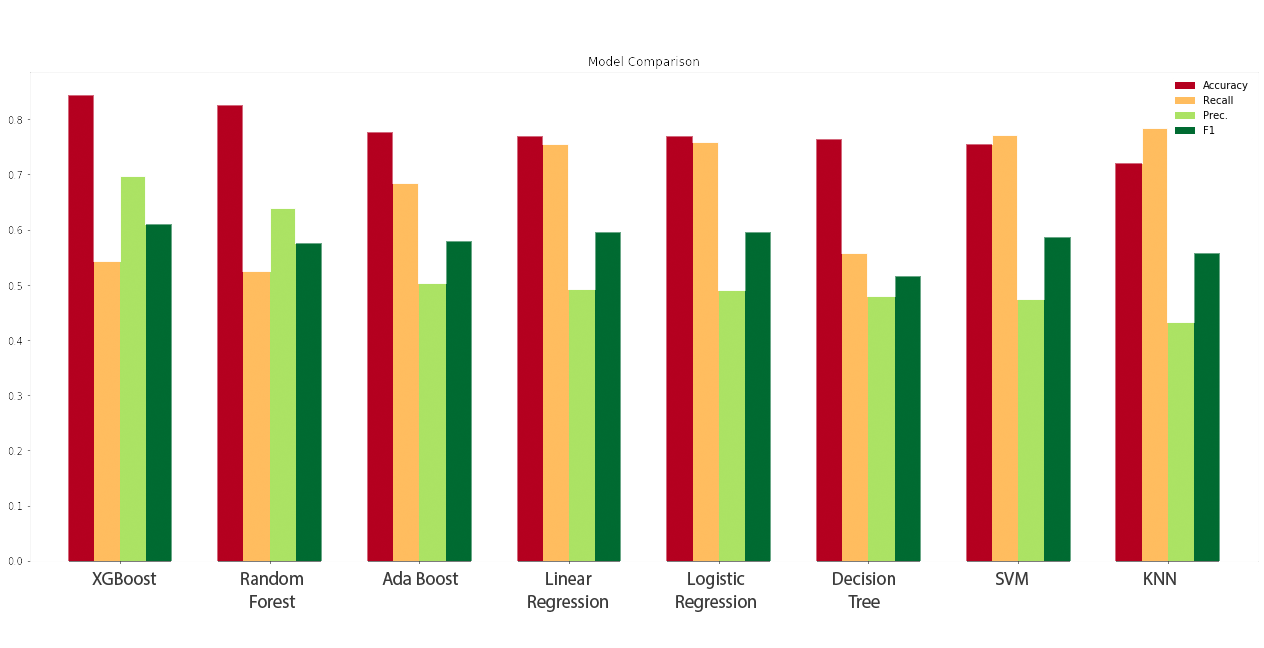 Model Comparison
Accuracy
Recall
Prec.
F1
0.8
0.7
0.6
0.5
0.4
0.3
0.2
0.1
0.0
XGBoost
Random
Forest
Ada Boost
Linear
Regression
Logistic
Regression
Decision
Tree
SVM
KNN